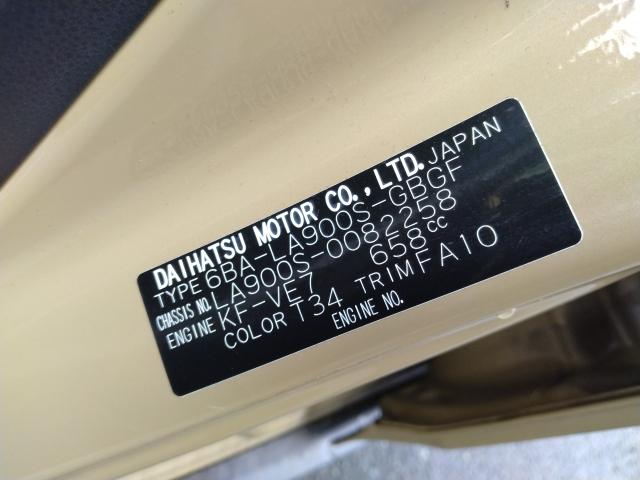 DAIHATSU MOTOR CO., LTD. JAPAN
TYPE 6BA-LA900S-GBGF
CHASSIS NO. LA900S-0082258
ENGINE KF-VE7 658cc
COLOR T34 TRIM FA10
ENGINE NO.